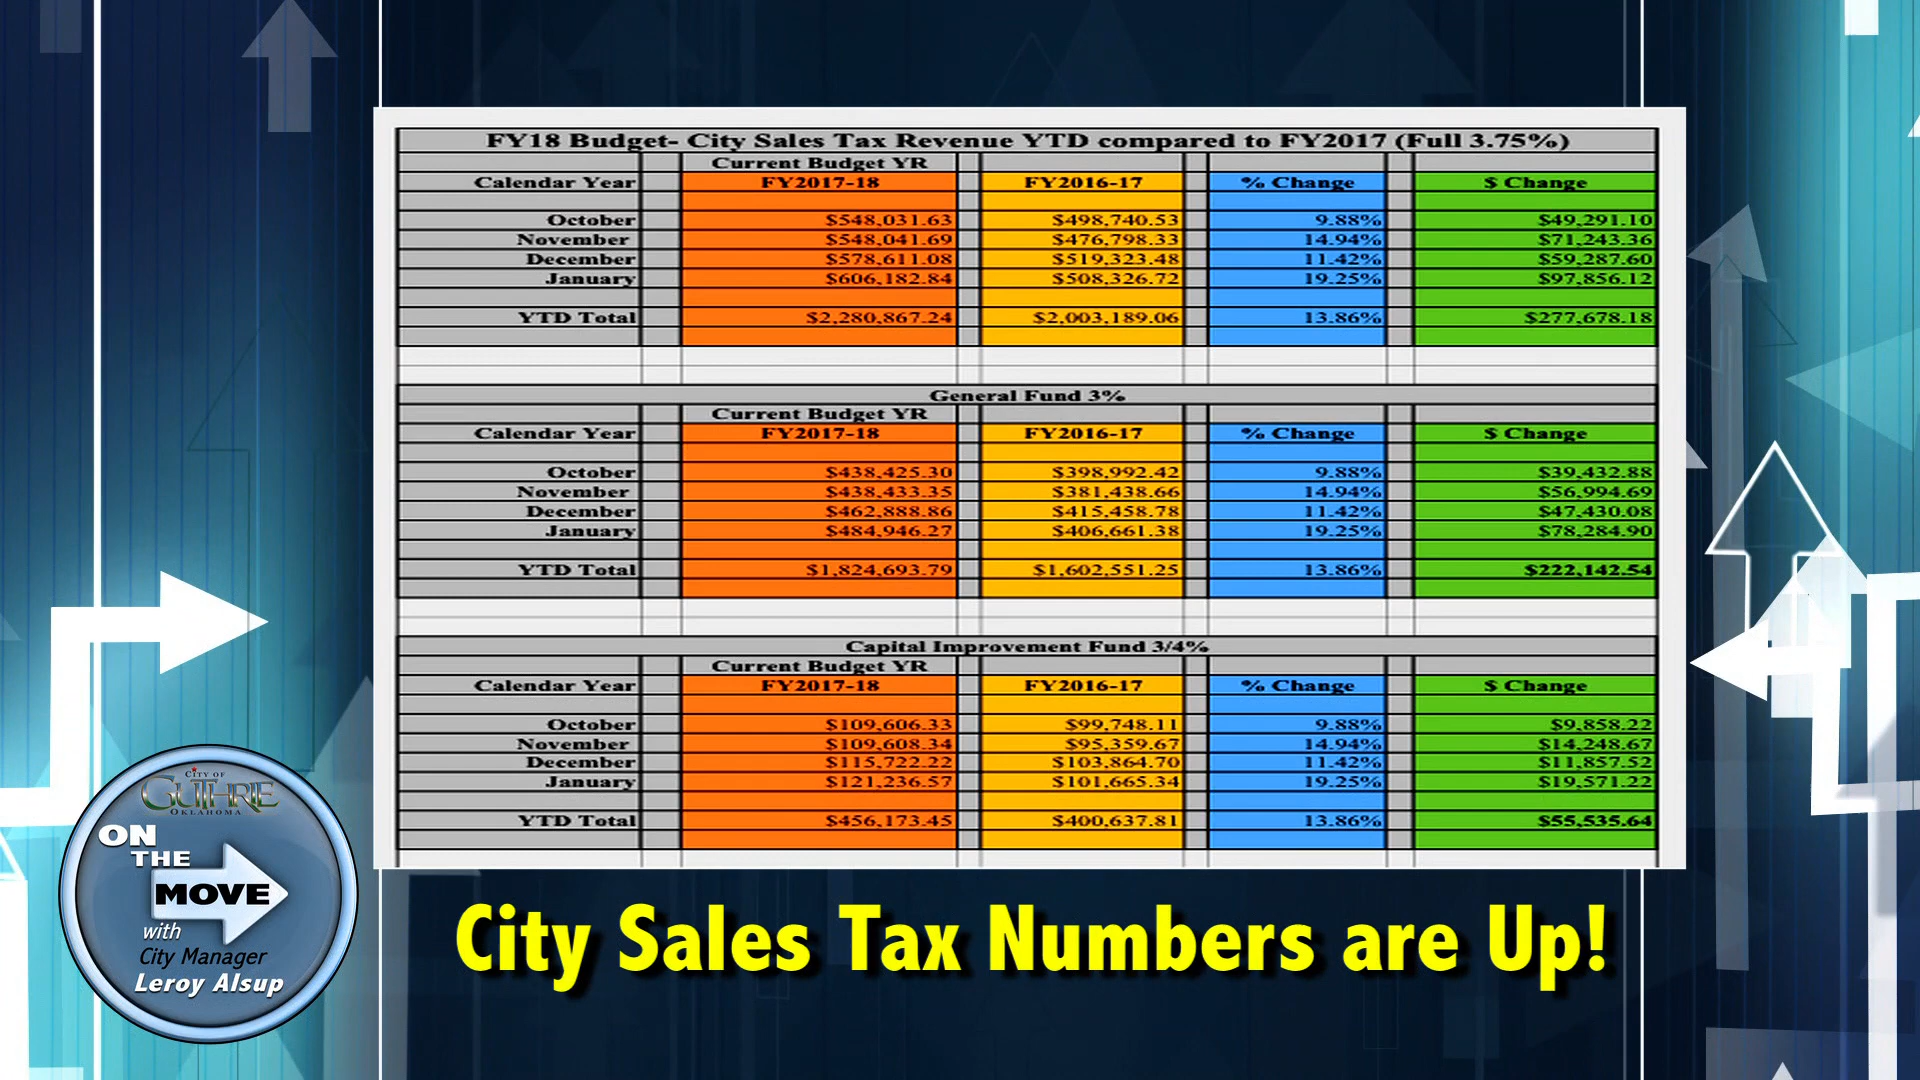 FY18 Budget- City Sales Tax Revenue YTD compared to FY2017 (Full 3.75%)
Current Budget YR
Calendar Year FY2017-18 FY2016-17 % Change $ Change
October $548,031.63 $498,740.53 9.88% $49,291.10
November $548,041.69 $476,798.33 14.94% $71,243.36
December $578,611.08 $519,323.48 11.42% $59,287.60
January $606,182.84 $508,326.72 19.25% $97,856.12
YTD Total $2,280,867.24 $2,003,189.06 13.86% $277,678.18
General Fund 3%
Current Budget YR
Calendar Year FY2017-18 FY2016-17 % Change $ Change
October $438,425.30 $398,992.42 9.88% $39,432.88
November $438,433.35 $381,438.66 14.94% $56,994.69
December $462,888.86 $415,458.78 11.42% $47,430.08
January $484,946.27 $406,661.38 19.25% $78,284.90
YTD Total $1,824,693.79 $1,602,551.25 13.86% $222,142.54
Capital Improvement Fund 3/4%
Current Budget YR
Calendar Year FY2017-18 FY2016-17 % Change $ Change
October $109,606.33 $99,748.11 9.88% $9,858.22
November $109,608.34 $95,359.67 14.94% $14,248.67
December $115,722.22 $103,864.70 11.42% $11,857.52
January $121,236.57 $101,665.34 19.25% $19,571.22
YTD Total $456,173.45 $400,637.81 13.86% $55,535.64
CITY OF
GUTHRIE
OKLAHOMA
ON
THE
MOVE
with
City Manager
Leroy Alsup
City Sales Tax Numbers are Up!